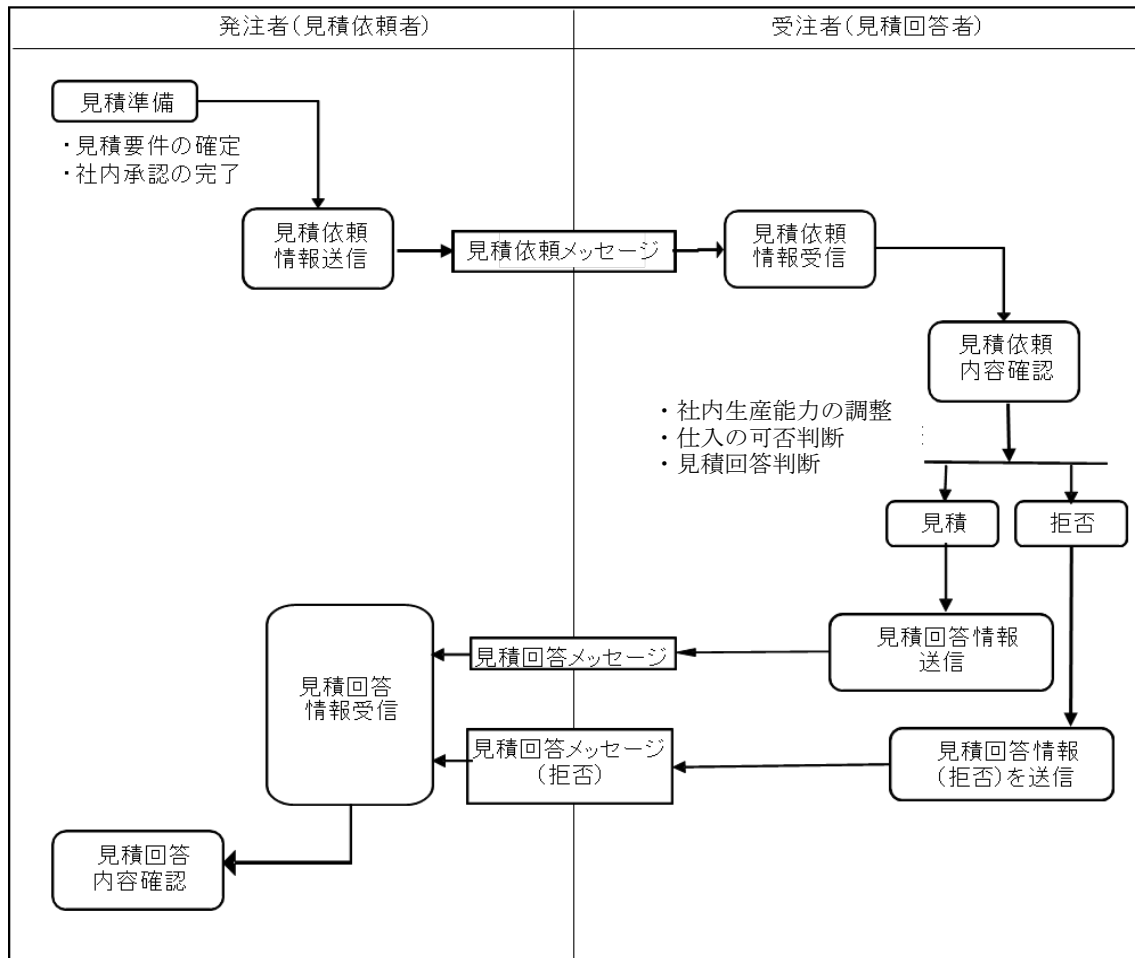 発注者(見積依頼者)
受注者(見積回答者)
見積準備
・見積要件の確定
・社内承認の完了
見積依頼
情報送信
見積依頼メッセージ
見積依頼
情報受信
見積依頼
内容確認
・社内生産能力の調整
・仕入の可否判断
・見積回答判断
見積
拒否
見積回答情報
送信
見積回答メッセージ
見積回答
情報受信
見積回答メッセージ
(拒否)
見積回答情報
(拒否)を送信
見積回答
内容確認